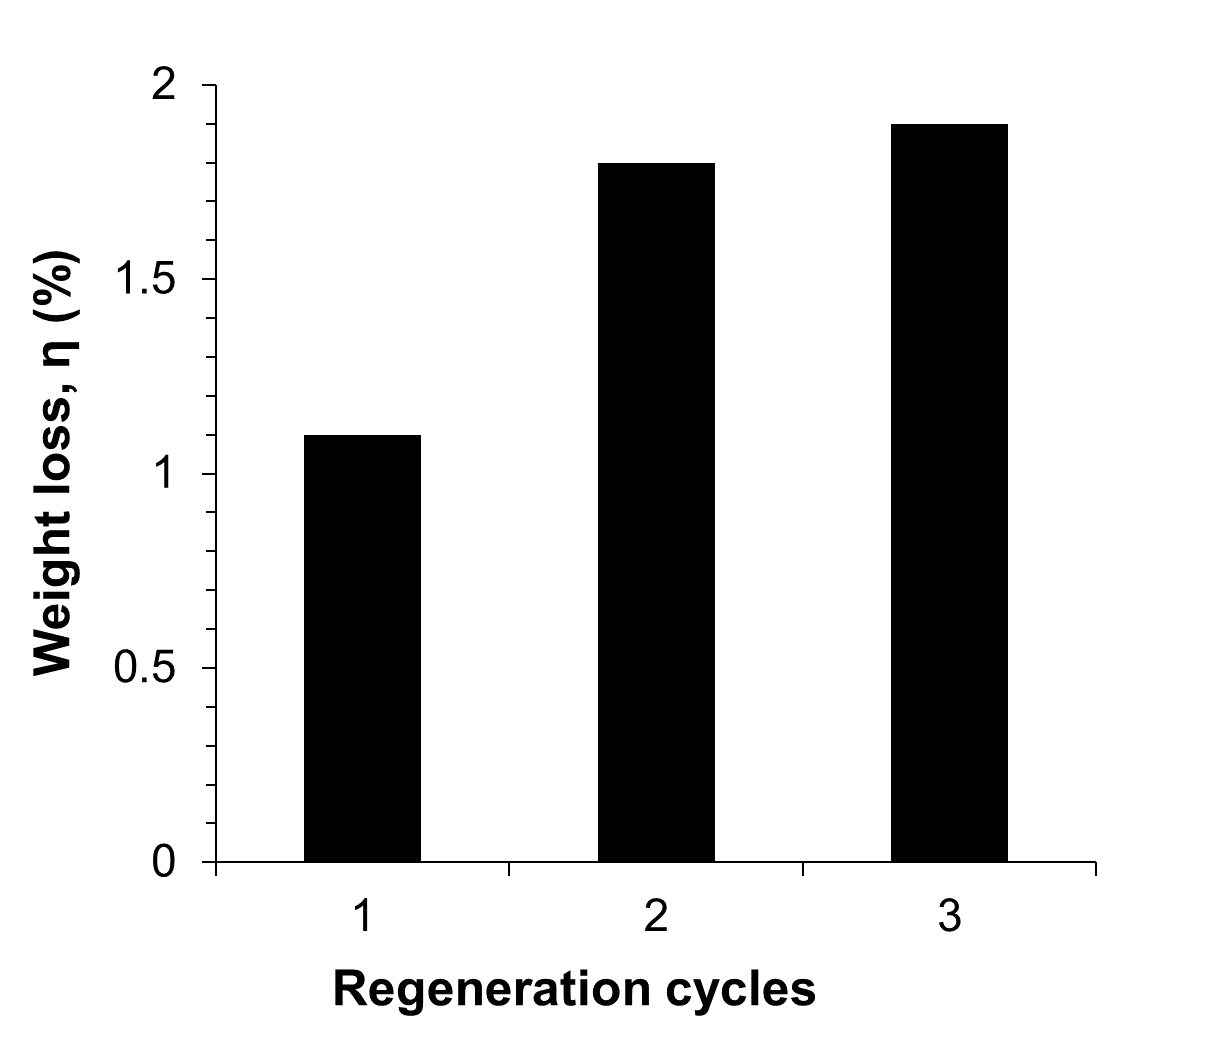 2
1.5
1
0.5
0
Weight loss, η (%)
1 2 3
Regeneration cycles